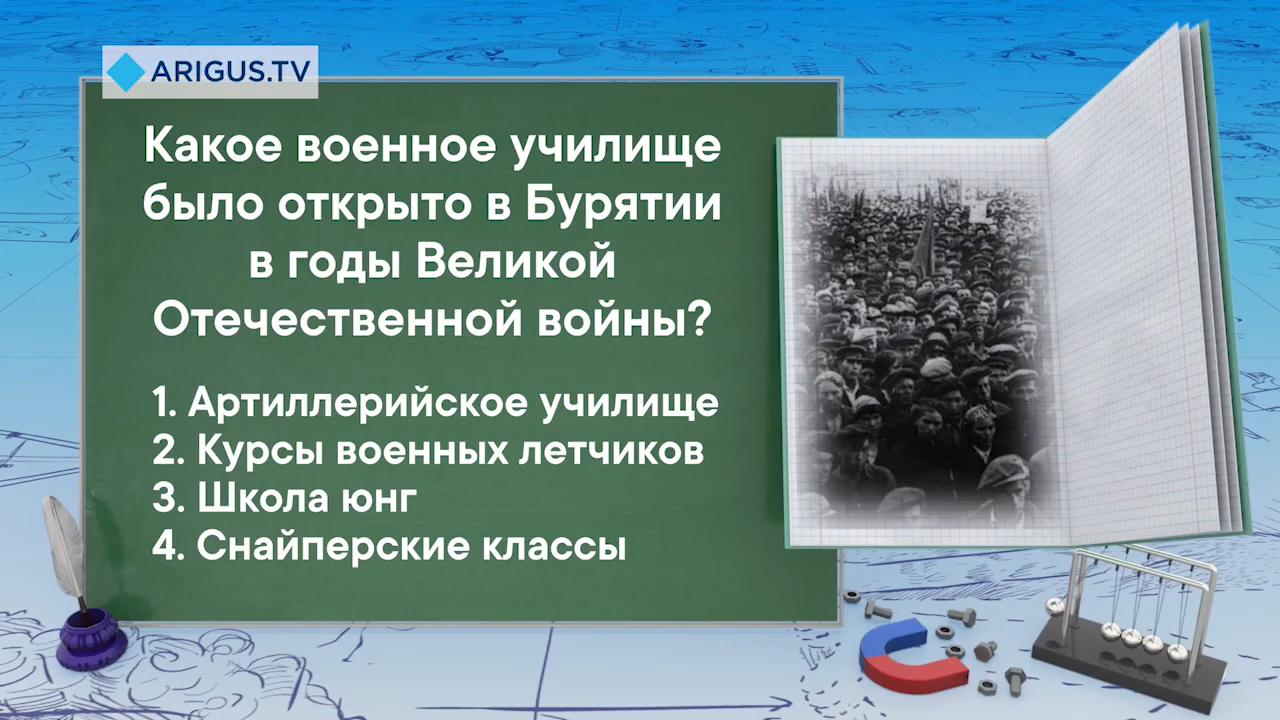 ARIGUS.TV
Какое военное училище
было открыто в Бурятии
в годы Великой
Отечественной войны?
1. Артиллерийское училище
2. Курсы военных летчиков
3. Школа юнг
4. Снайперские классы